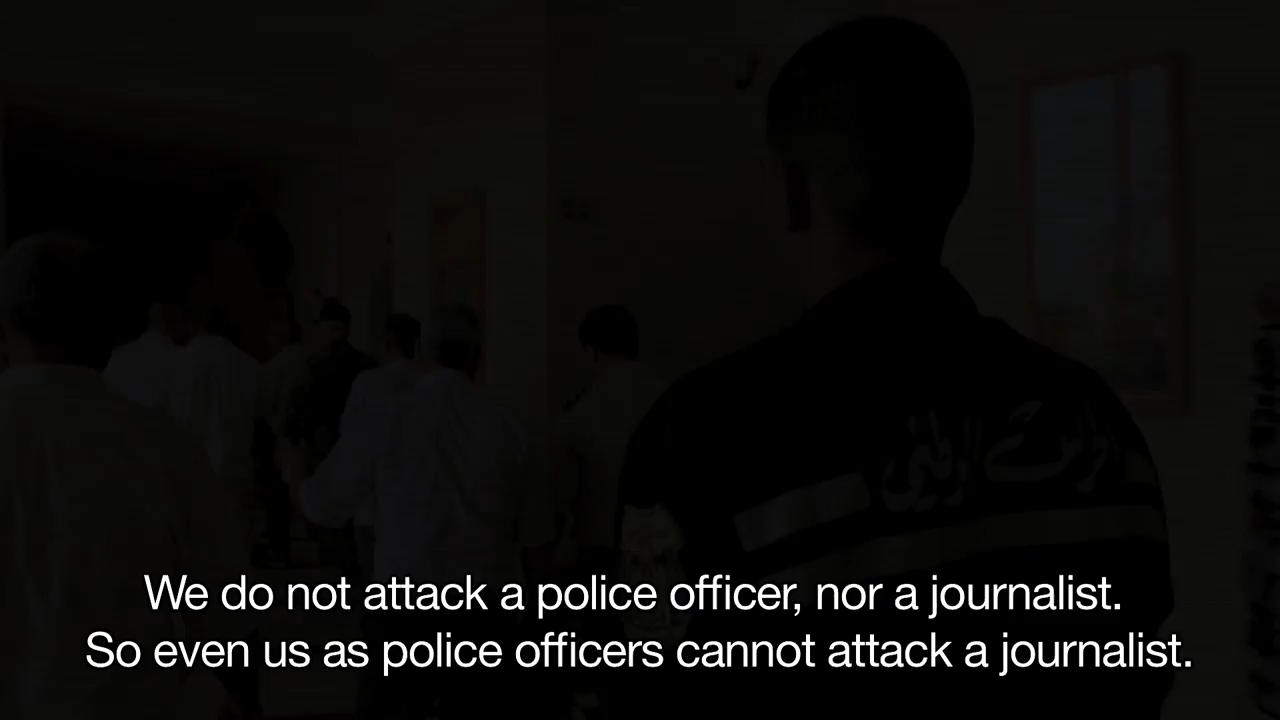 We do not attack a police officer, nor a journalist.
So even us as police officers cannot attack a journalist.